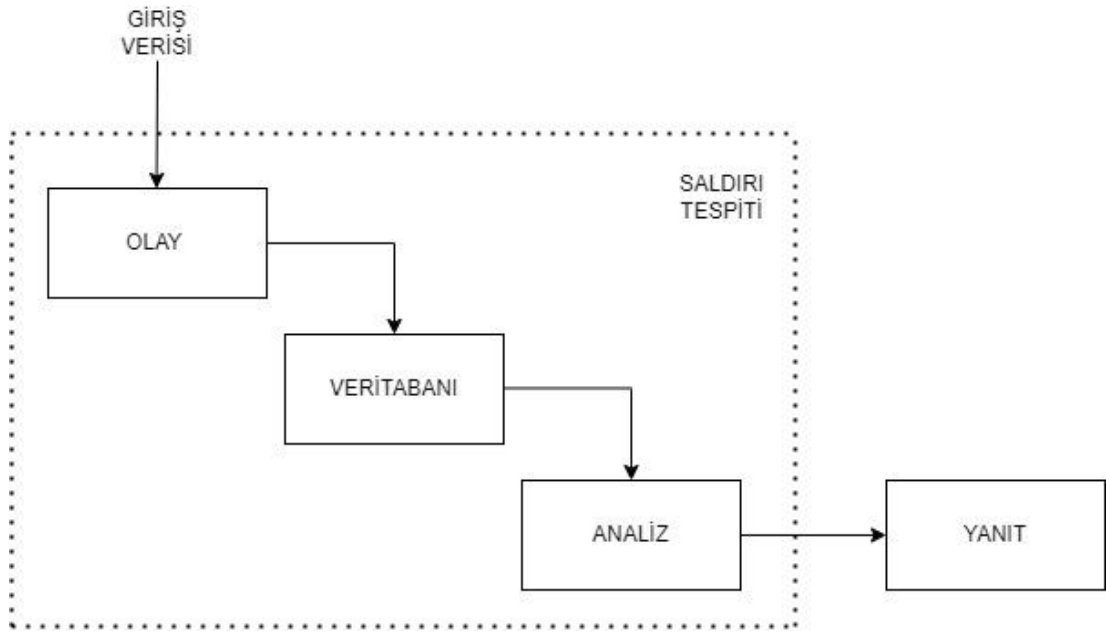 GİRİŞ
VERİSİ
SALDIRI
TESPİTİ
OLAY
VERİTABANI
ANALİZ
YANIT